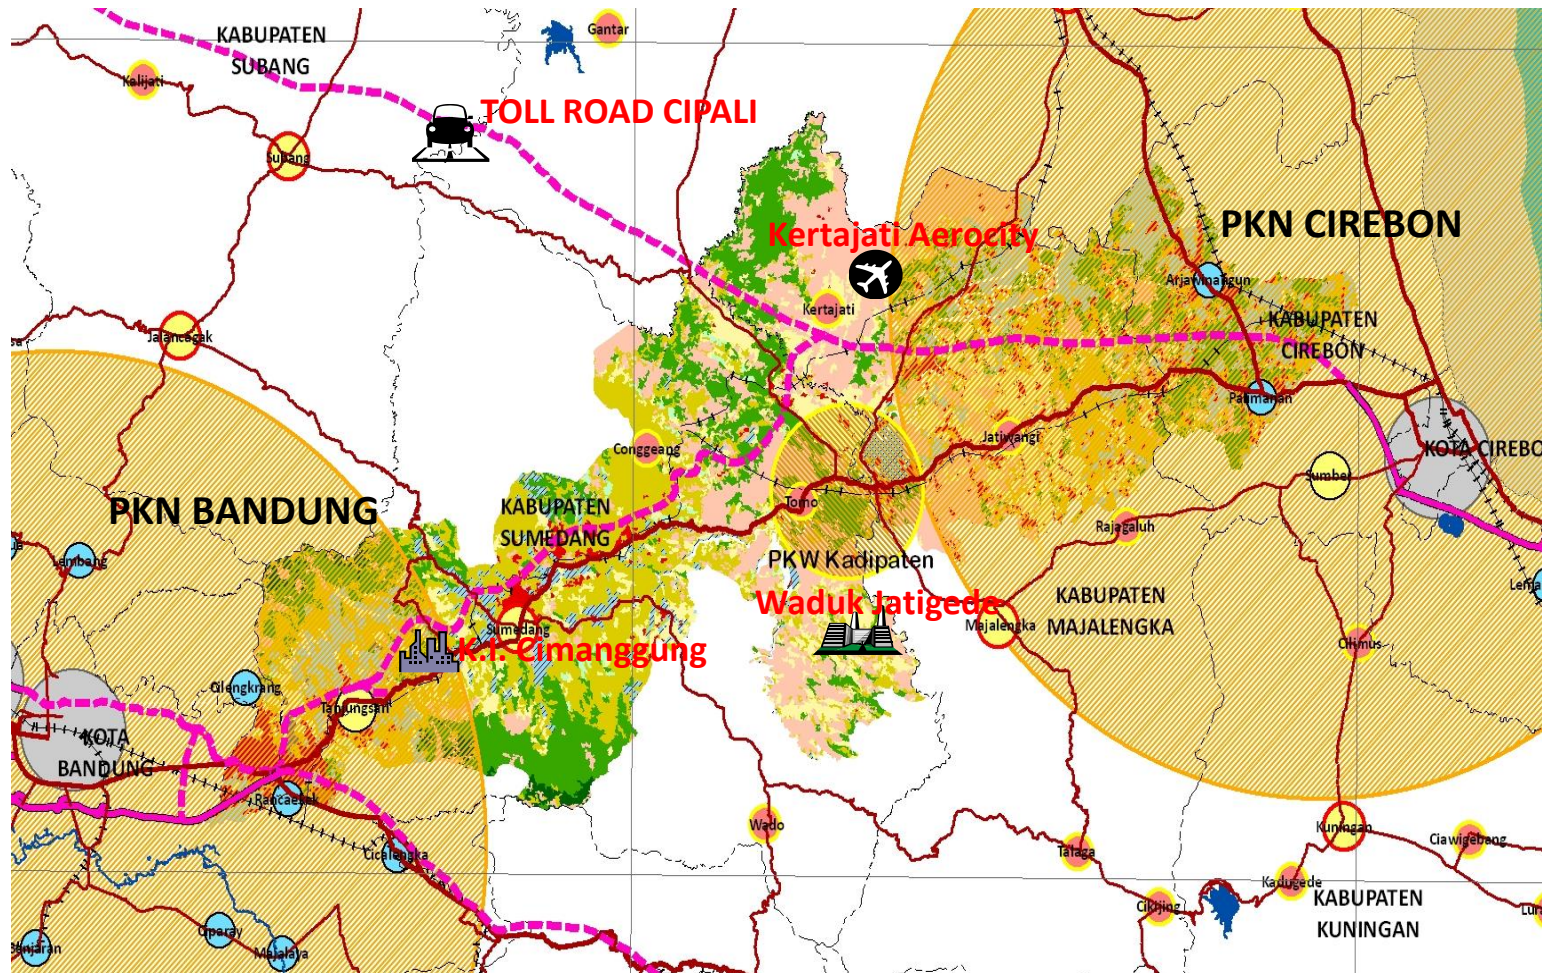 Gantar
KABUPATEN
SUBANG
Kalijati
TOLL ROAD CIPALI
Subang
PKN CIREBON
Kertajati Aerocity
Arjawinangun
Kertajati
KABUPATEN
CIREBON
Jalancagak
Palimanan
Jatiwangi
Conggeang
KOTA CIREBO
Sumber
PKN BANDUNG
KABUPATEN
SUMEDANG
Tomo
Rajagaluh
Lembang
PKW Kadipaten
Waduk Jatigede
KABUPATEN
MAJALENGKA
Majalengka
Sumedang
K.I. Cimanggung
Cilimus
Cilengkrang
Tanjungsari
KOTA
BANDUNG
Rancaekek
Wado
Kuningan
Ciawigebang
Talaga
Cicalengka
Kadugede
KABUPATEN
KUNINGAN
Cikijing
Ciparay
Majalaya
Banjaran